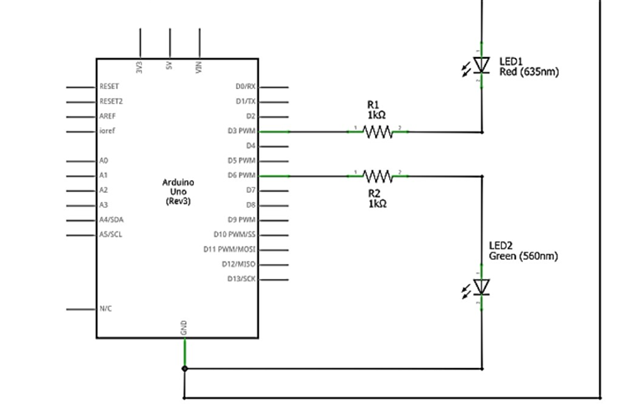 3V3
5V
VIN
RESET
RESET2
AREF
ioref
A0
A1
A2
A3
A4/SDA
A5/SCL
N/C
Arduino
Uno
(Rev3)
D0/RX
D1/TX
D2
D3 PWM
D4
D5 PWM
D6 PWM
D7
D8
D9 PWM
D10 PWM/SS
D11 PWM/MOSI
D12/MISO
D13/SCK
GND
R1
1kΩ
1
2
1
2
R2
1kΩ
LED1
Red (635nm)
LED2
Green (560nm)